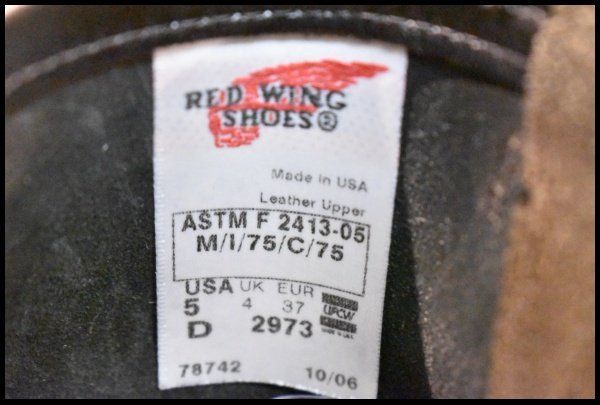 RED WING
SHOES®
Made in USA
Leather Upper
ASTM F 2413-05
M/I/75/C/75
USA UK EUR
5 4 37
UFCW
D 2973
78742 10/06